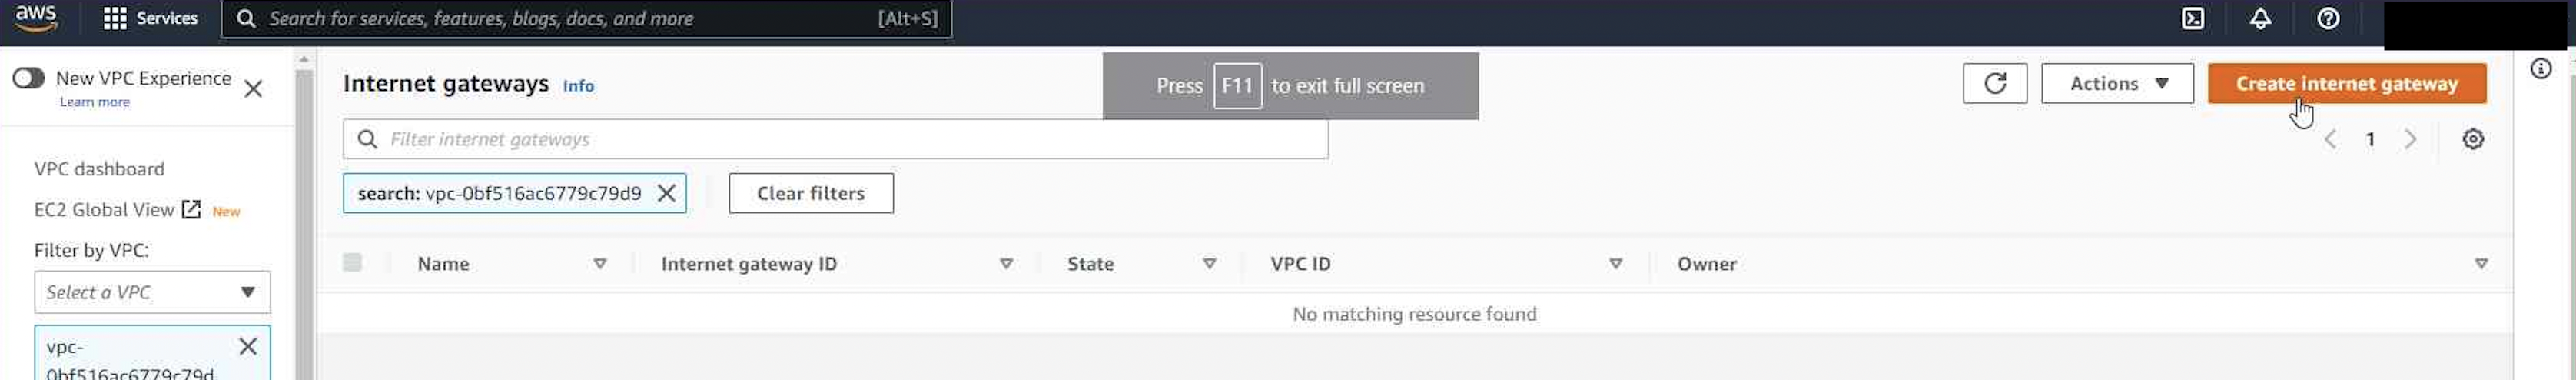 aws
Services
Search for services, features, blogs, docs, and more
[Alt+S]
New VPC Experience
Learn more
VPC dashboard
EC2 Global View New
Filter by VPC:
Select a VPC
vpc-
0bf516ac6779c79d
Internet gateways Info
Press F11 to exit full screen
Actions
Create internet gateway
Filter internet gateways
1
search: vpc-0bf516ac6779c79d9
Clear filters
Name
Internet gateway ID
State
VPC ID
Owner
No matching resource found